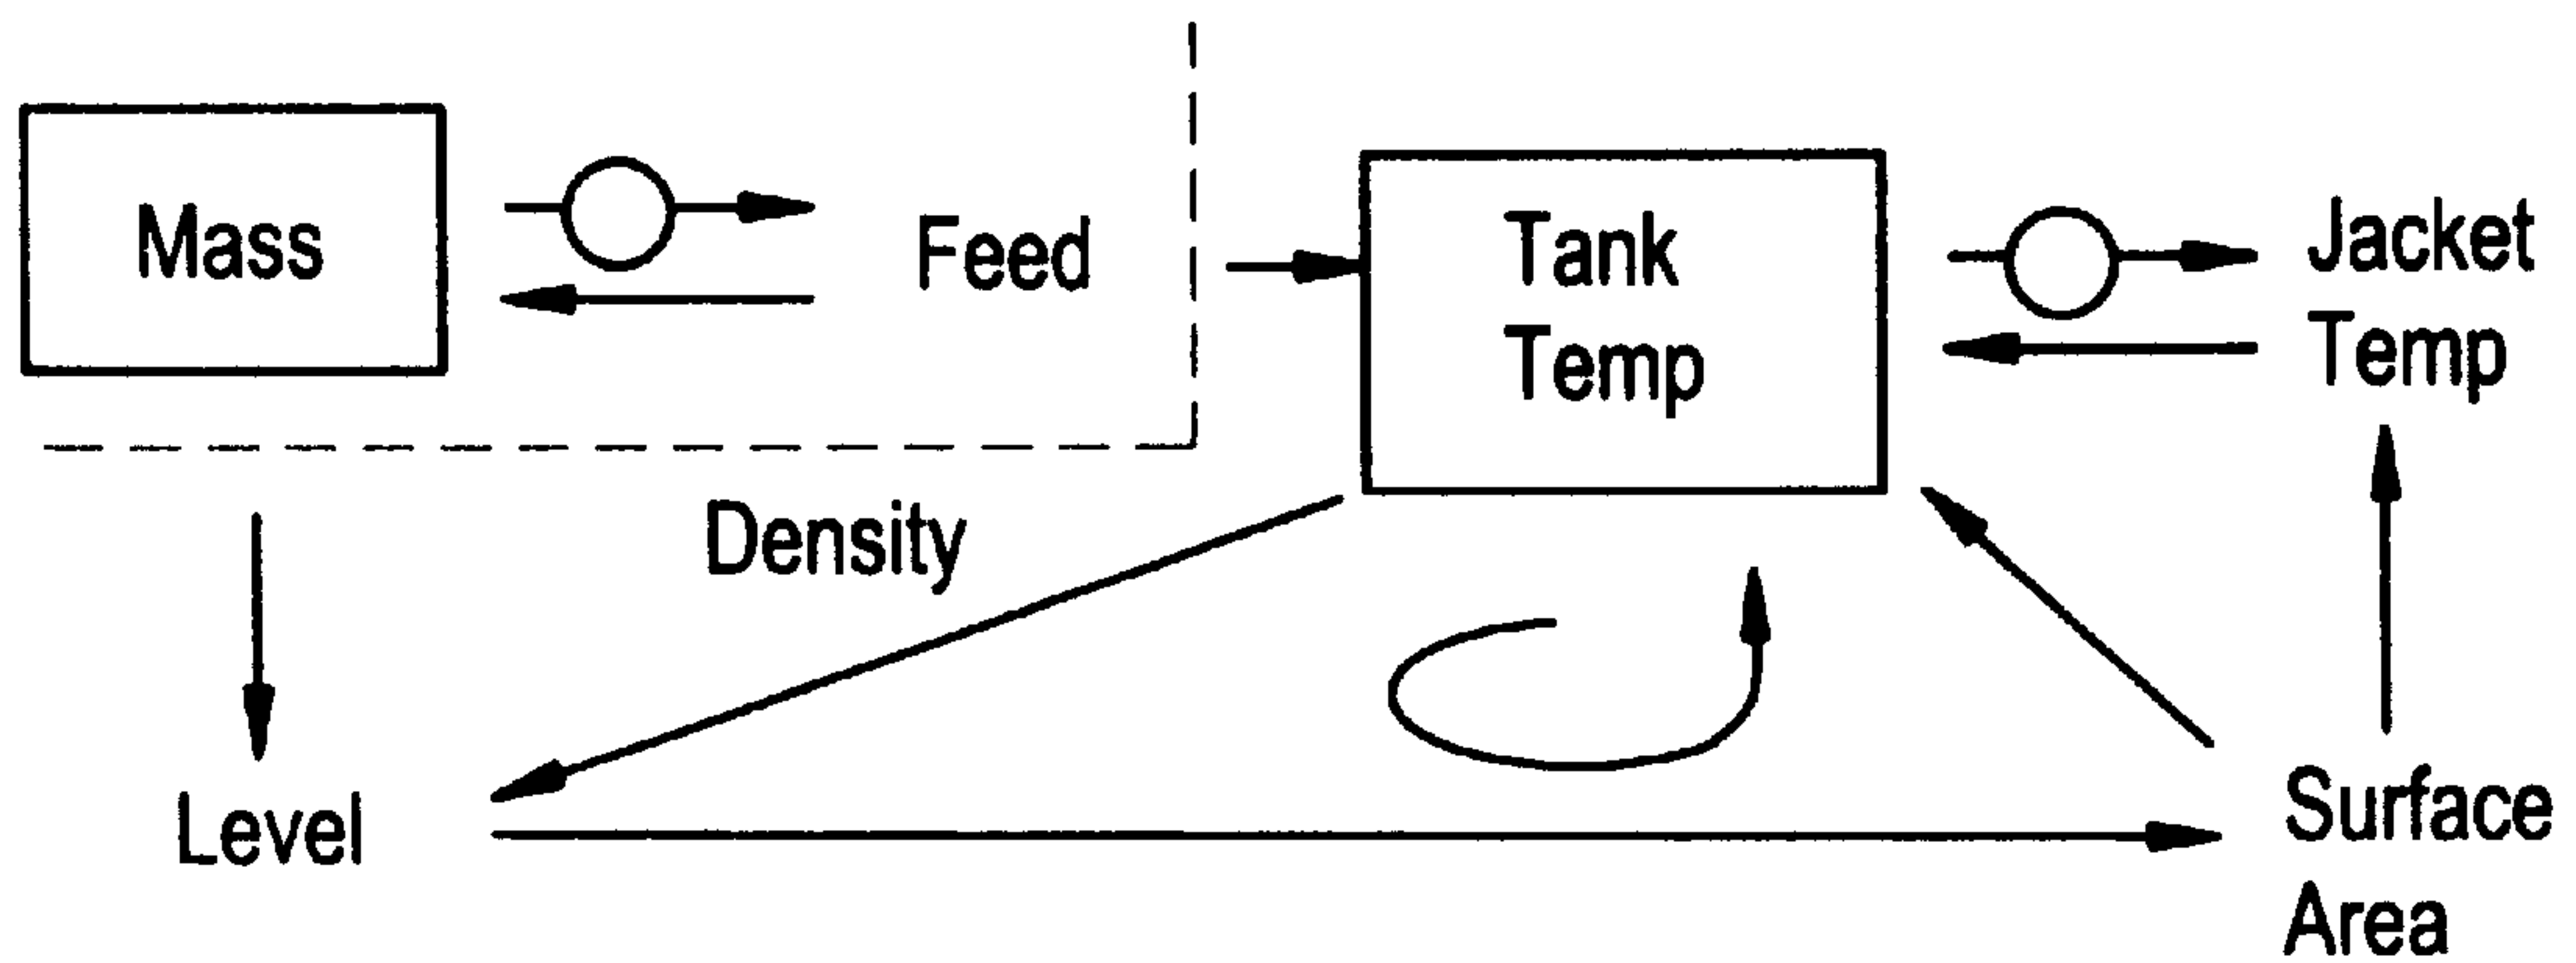 Mass
Feed
Tank
Temp
Jacket
Temp
Density
Level
Surface
Area